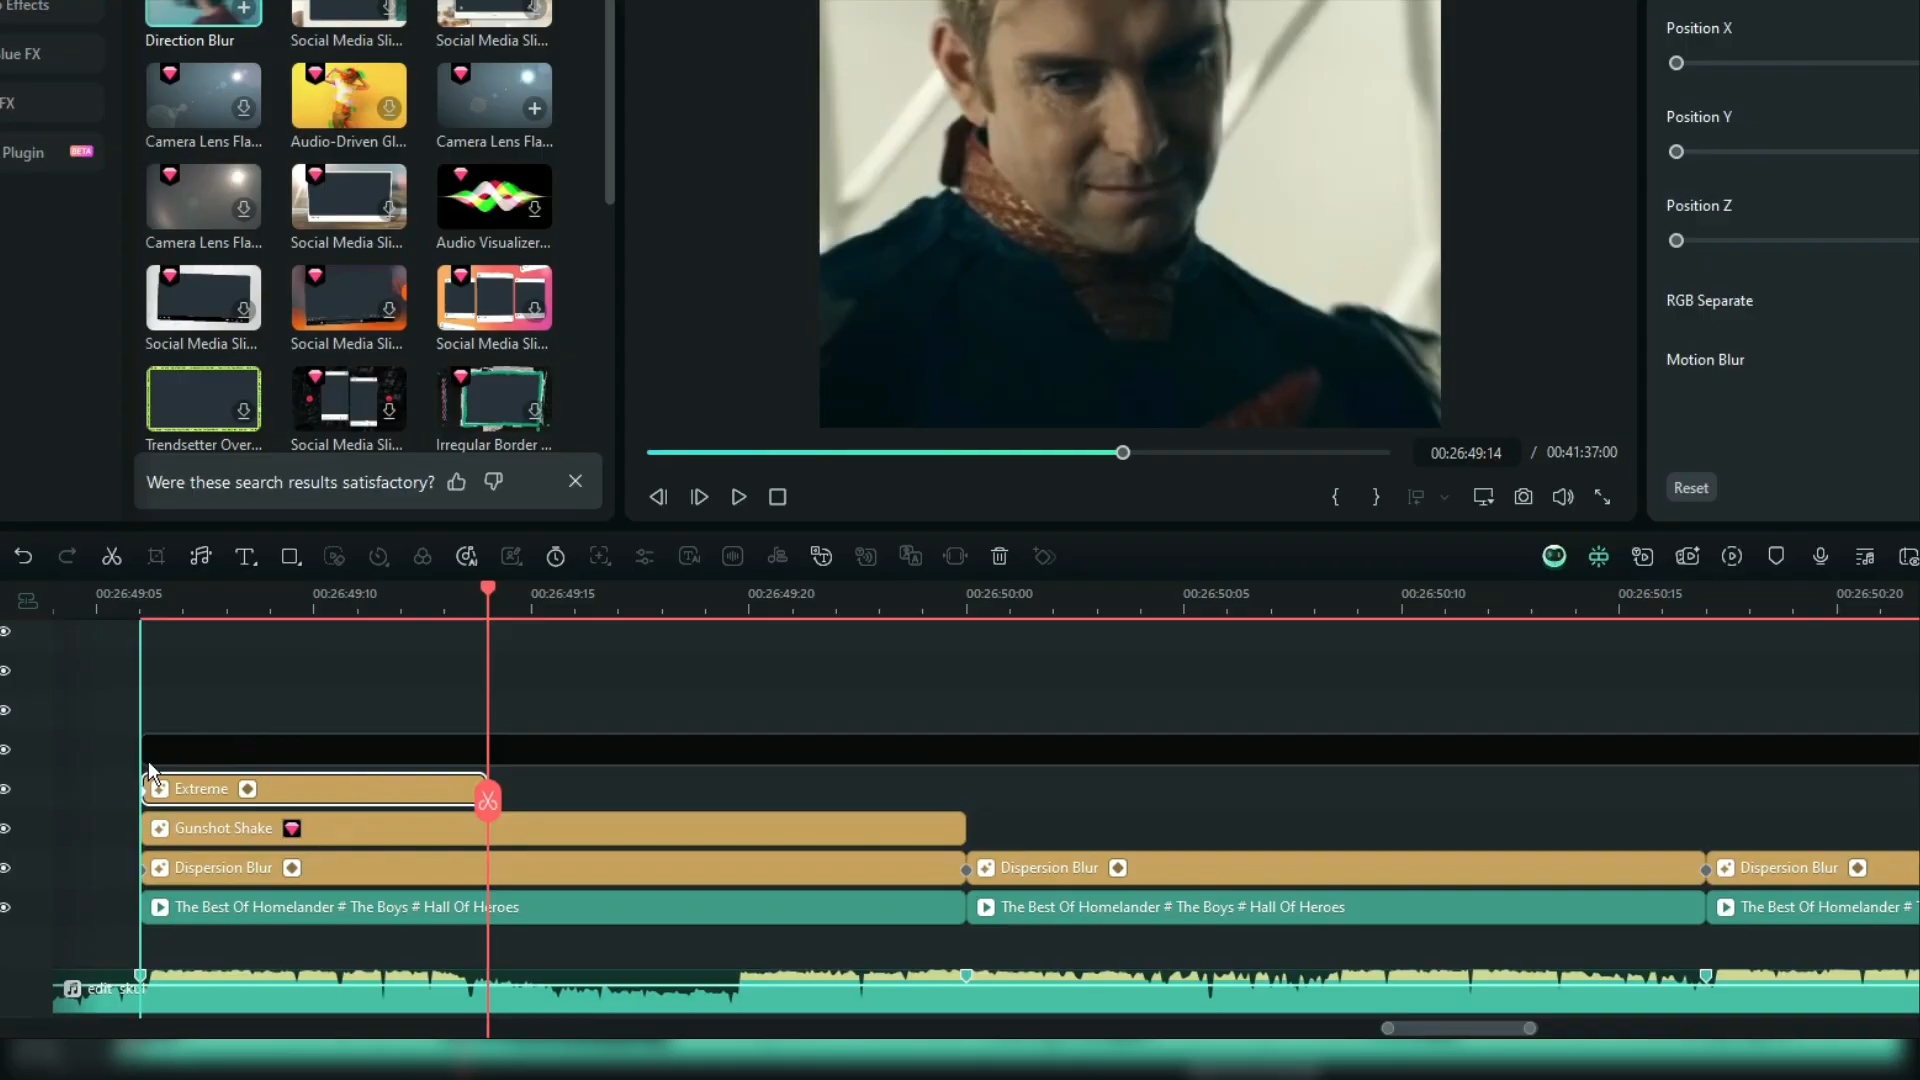 Effects
lue FX
FX
Plugin BETA
Direction Blur
Social Media Sli...
Social Media Sli...
Camera Lens Fla...
Audio-Driven Gl...
Camera Lens Fla...
Camera Lens Fla...
Social Media Sli...
Audio Visualizer...
Social Media Sli...
Social Media Sli...
Social Media Sli...
Trendsetter Over...
Social Media Sli...
Irregular Border ...
Were these search results satisfactory?
00:26:49:14 / 00:41:37:00
Position X
Position Y
Position Z
RGB Separate
Motion Blur
Reset
00:26:49:05
00:26:49:10
00:26:49:15
00:26:49:20
00:26:50:00
00:26:50:05
00:26:50:10
00:26:50:15
00:26:50:20
Extreme
Gunshot Shake
Dispersion Blur
Dispersion Blur
Dispersion Blur
The Best Of Homelander # The Boys # Hall Of Heroes
The Best Of Homelander # The Boys # Hall Of Heroes
The Best Of Homelander #
edit